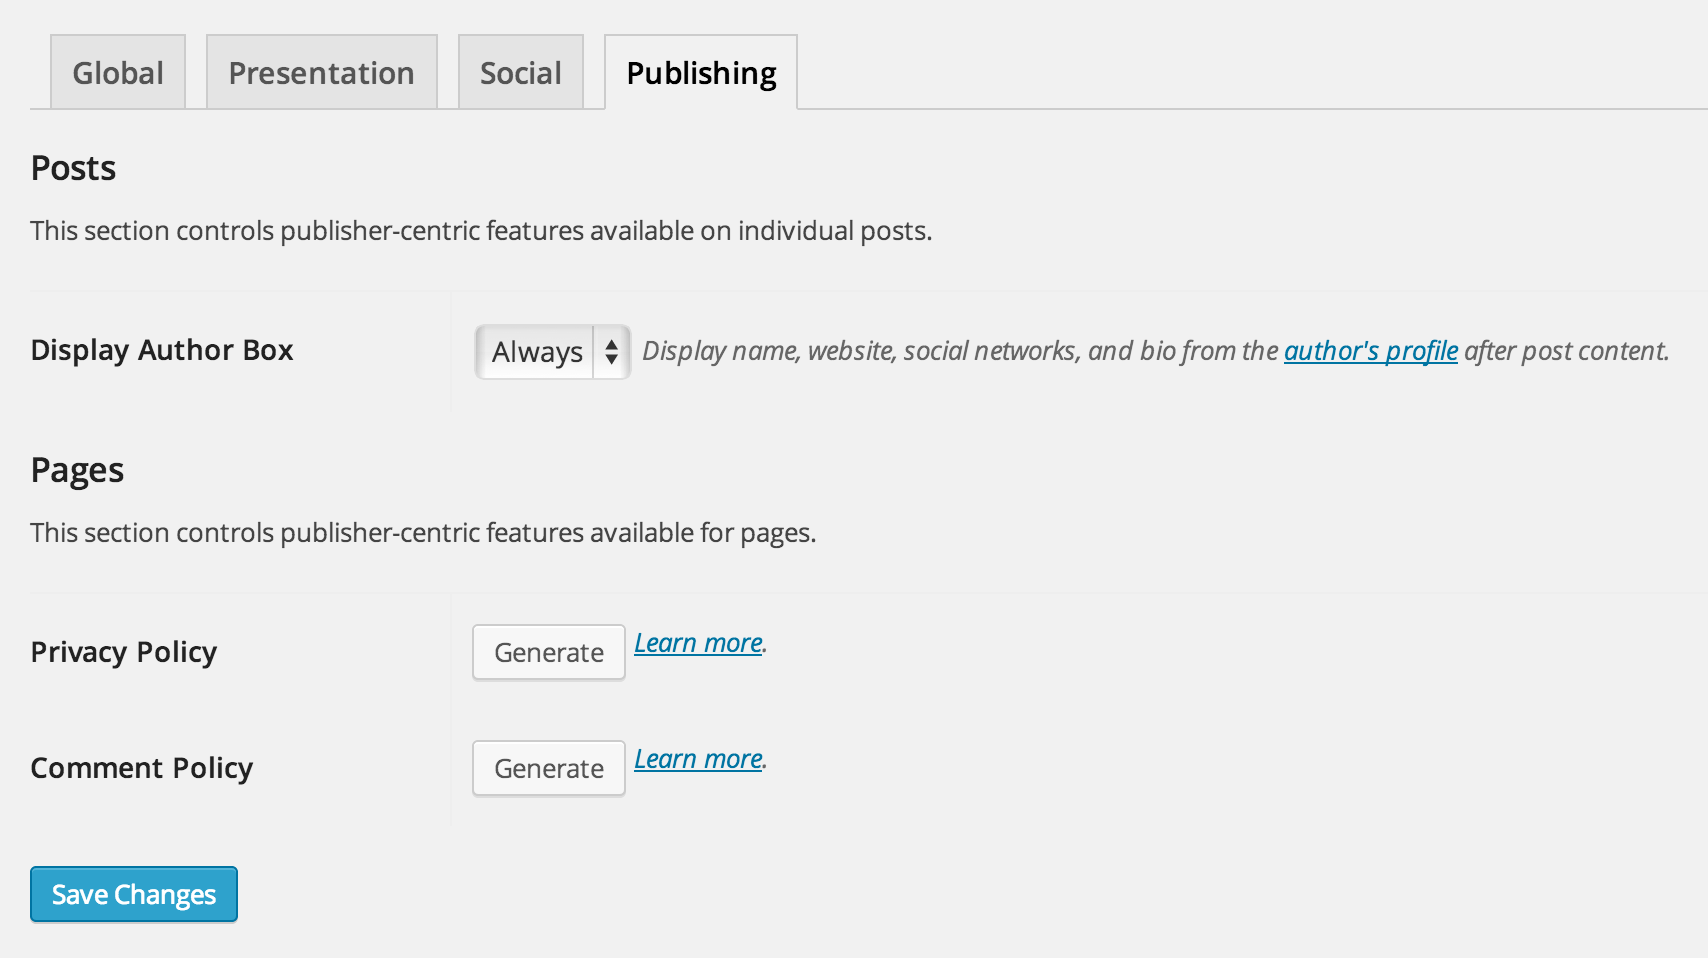 Global Presentation Social Publishing
Posts
This section controls publisher-centric features available on individual posts.
Display Author Box Always Display name, website, social networks, and bio from the author's profile after post content.
Pages
This section controls publisher-centric features available for pages.
Privacy Policy Generate Learn more.
Comment Policy Generate Learn more.
Save Changes